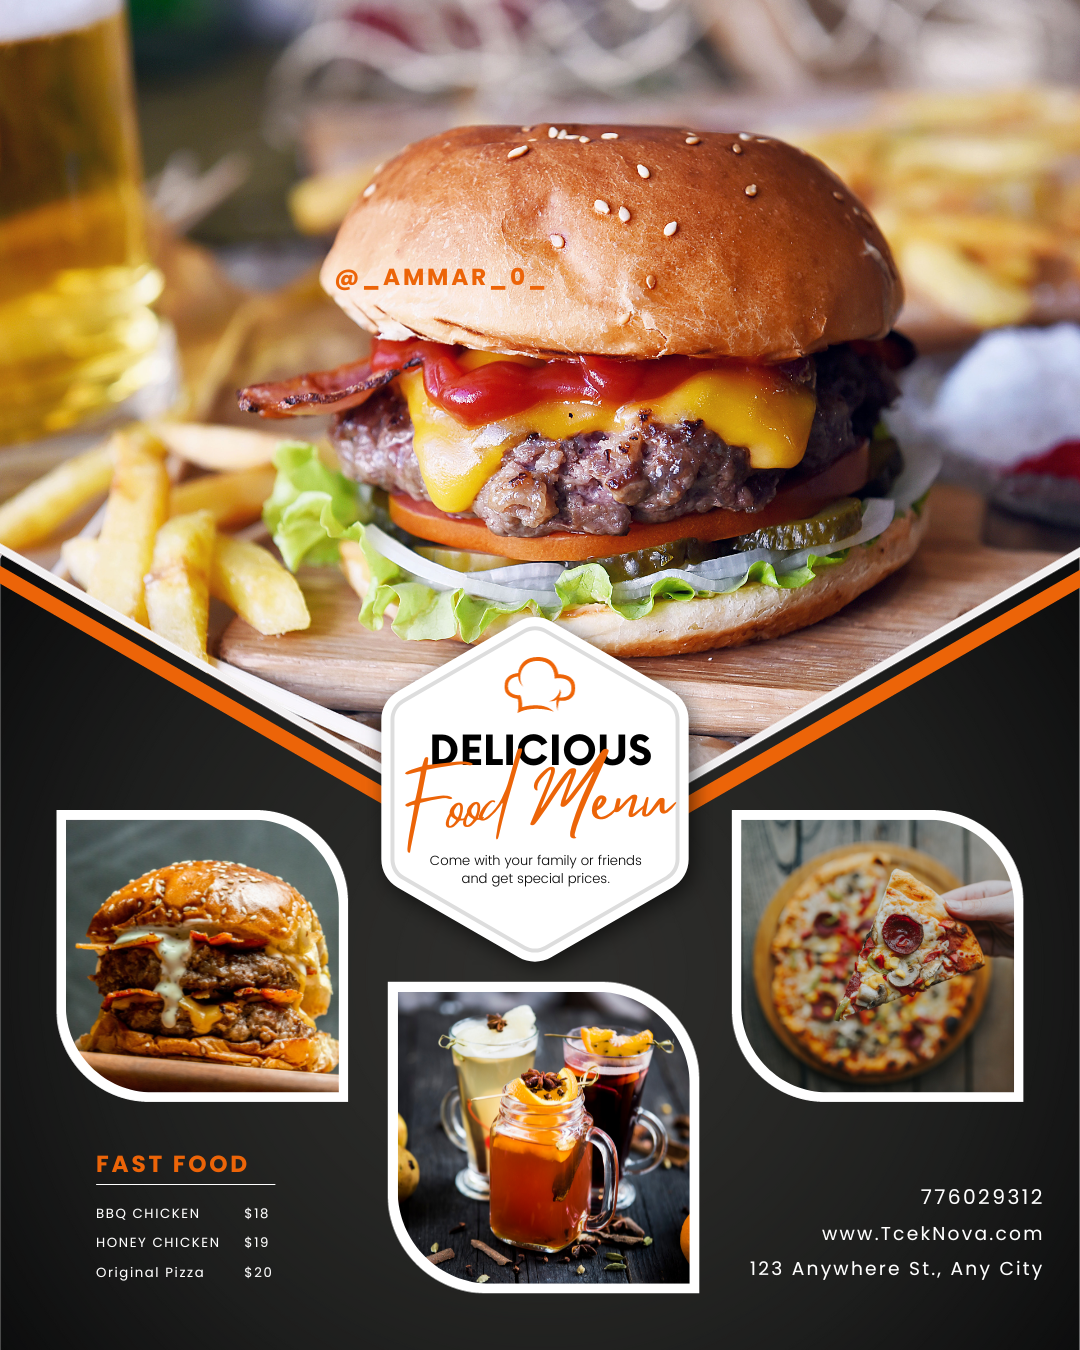 @_AMMAR_0_
DELICIOUS
Food Menu
Come with your family or friends
and get special prices.
FAST FOOD
BBQ CHICKEN $18
HONEY CHICKEN $19
Original Pizza $20
776029312
www.TcekNova.com
123 Anywhere St., Any City